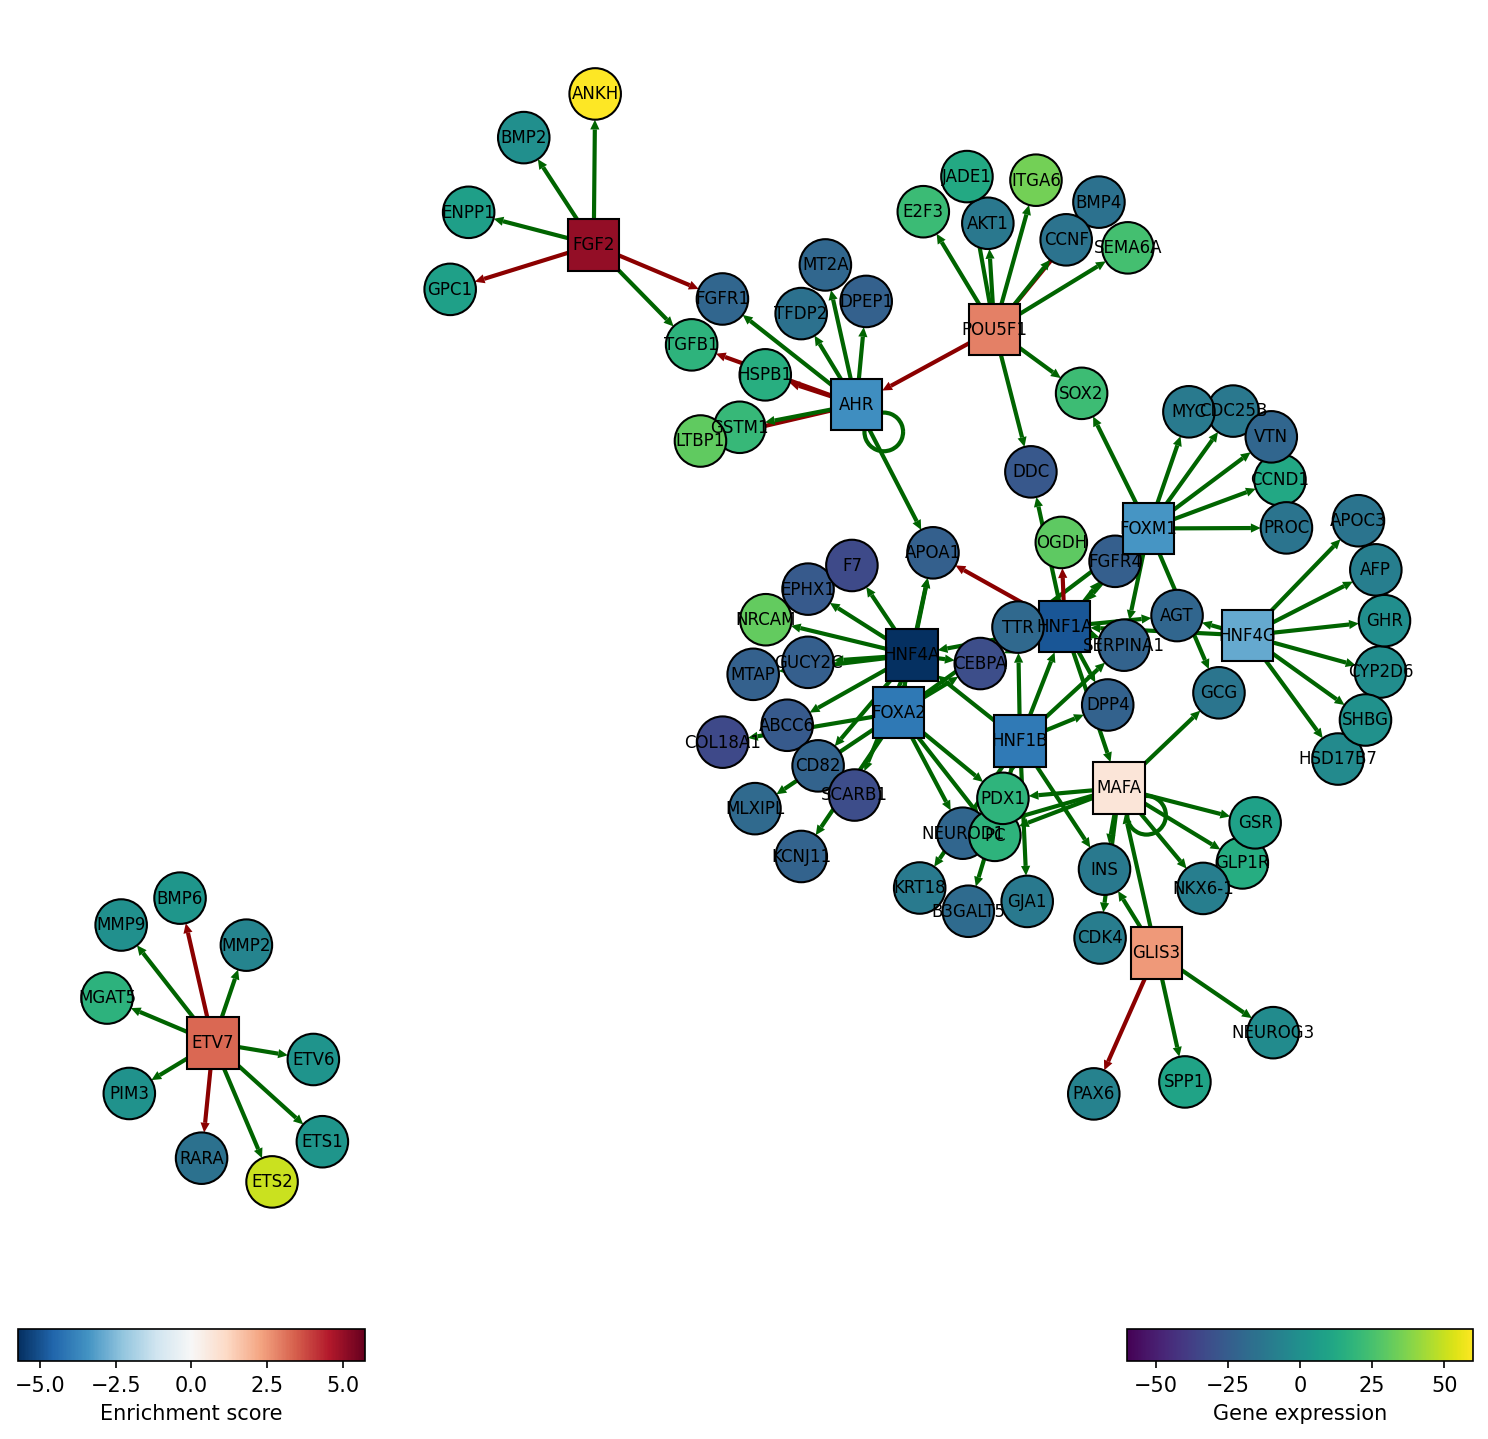 ANKH
BMP2
JADE1
ITGA6
BMP4
E2F3
ENPP1
AKT1
CCNF
FGF2
SEMA6A
MT2A
GPC1
FGFR1
DPEP1
TFDP2
POU5F1
TGFB1
HSPB1
SOX2
AHR
MYC
CDC25B
GSTM1
LTBP1
VTN
DDC
CCND1
APOC3
FOXM1
PROC
OGDH
APOA1
FGFR4
F7
AFP
EPHX1
AGT
NRCAM
GHR
TTR
HNF1A
HNF4G
SERPINA1
HNF4A
GUCY2C
CEBPA
MTAP
CYP2D6
GCG
DPP4
FOXA2
SHBG
ABCC6
COL18A1
HNF1B
HSD17B7
CD82
MAFA
SCARB1
PDX1
MLXIPL
GSR
NEUROD1
PC
KCNJ11
GLP1R
INS
KRT18
NKX6-1
BMP6
GJA1
B3GALT5
MMP9
CDK4
MMP2
GLIS3
MGAT5
NEUROG3
ETV7
ETV6
SPP1
PIM3
PAX6
ETS1
RARA
ETS2
−5.0 −2.5 0.0 2.5 5.0
Enrichment score
−50 −25 0 25 50
Gene expression